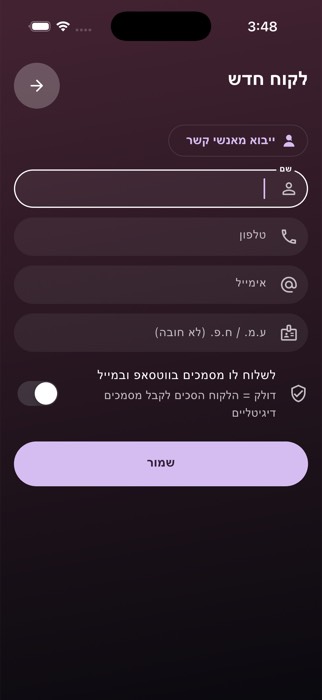 3:48
לקוח חדש
ייבוא מאנשי קשר
שם
טלפון
אימייל
ע.מ. / ח.פ. (לא חובה)
לשלוח לו מסמכים בווטסאפ ובמייל
דולק = הלקוח הסכים לקבל מסמכים
דיגיטליים
שמור